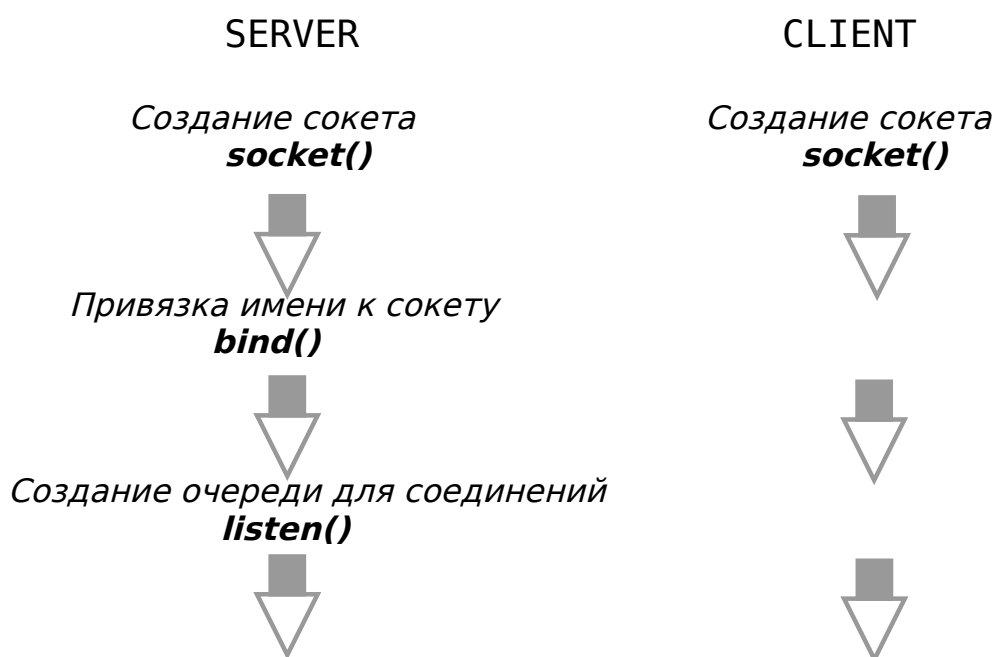 SERVER
CLIENT
Создание сокета
socket()
Создание сокета
socket()
Привязка имени к сокету
bind()
Создание очереди для соединений
listen()